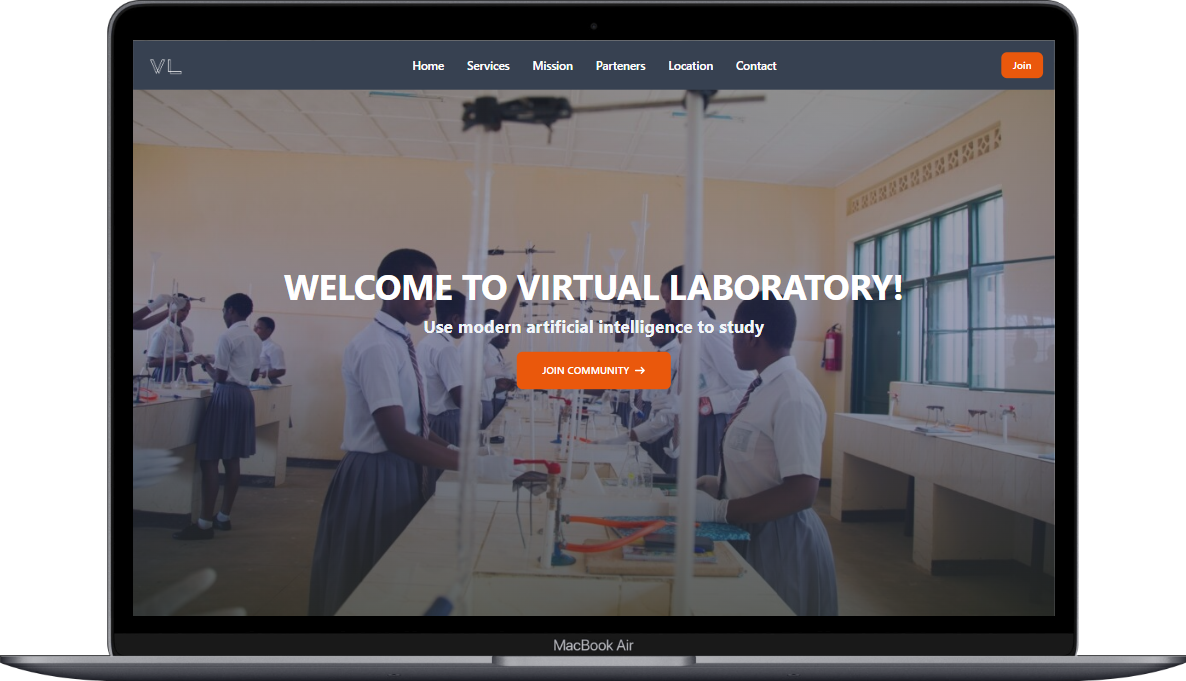 VL
Home Services Mission Parteners Location Contact
Join
WELCOME TO VIRTUAL LABORATORY!
Use modern artificial intelligence to study
JOIN COMMUNITY →
MacBook Air